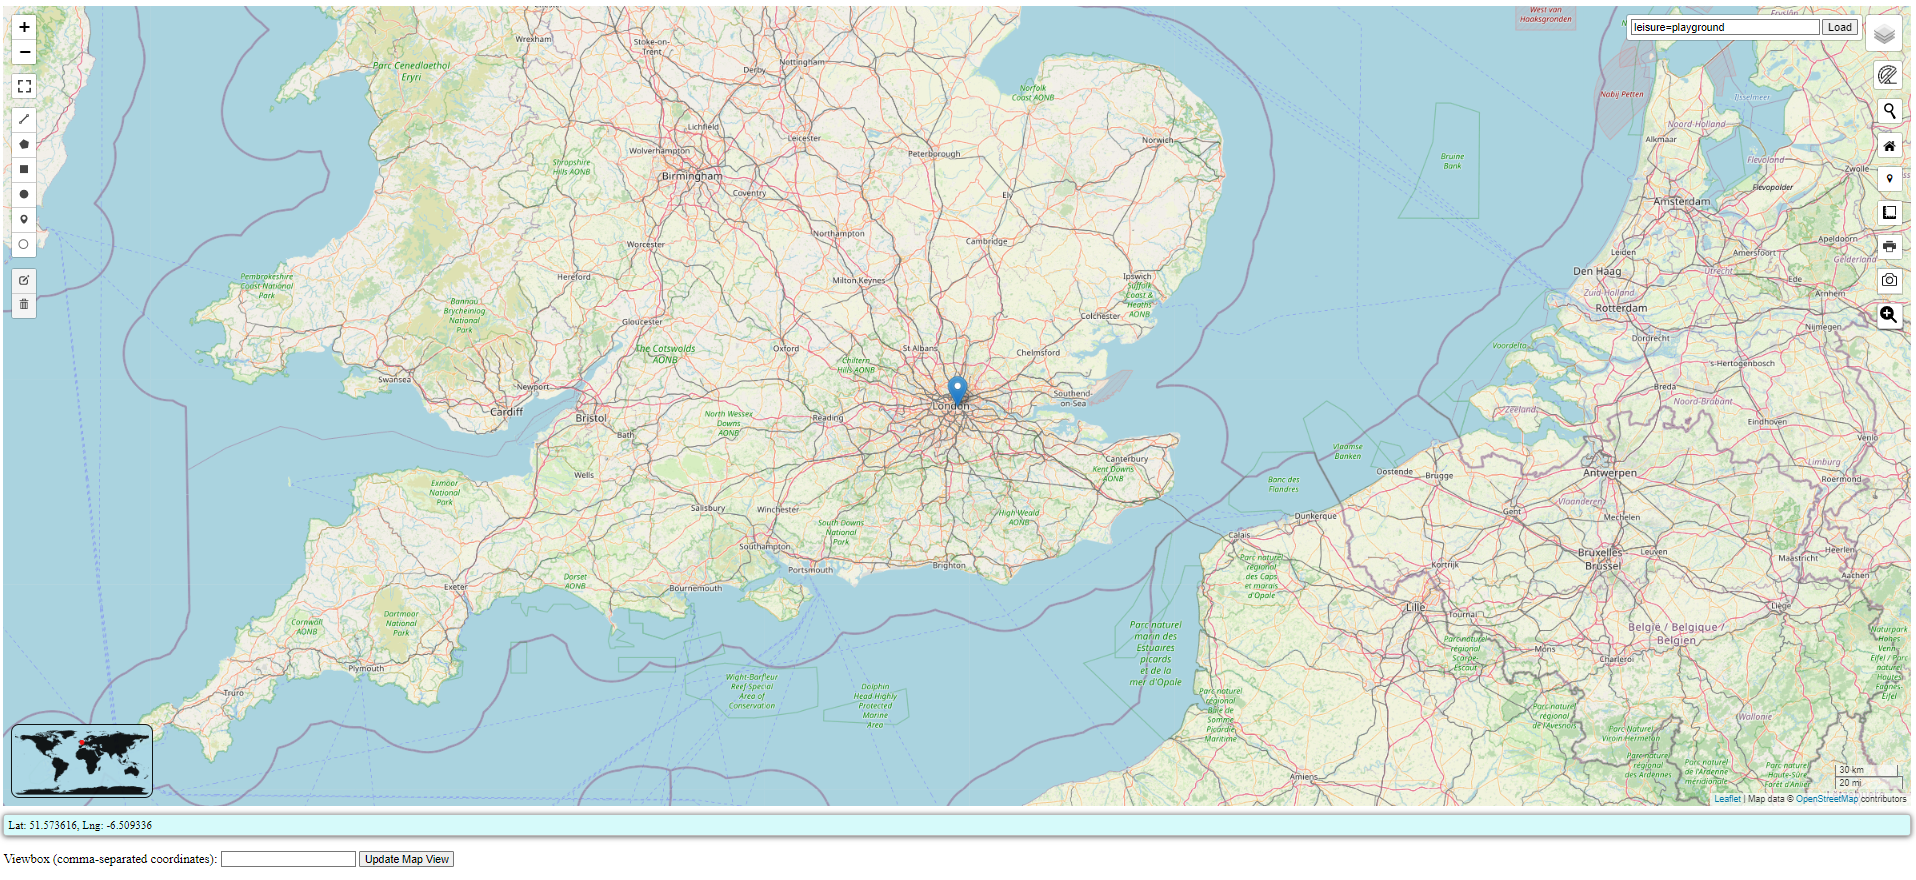 +
−
leisure=playground
Load
West van
Haaksgronden
Wrexham
Stoke-on-
Trent
Nottingham
Derby
Parc Cenedlaethol
Eryri
Norfolk
Coast AONB
Nabij Petten
IJsselmeer
Noord-Holland
Alkmaar
Lichfield
Leicester
Peterborough
Norwich
Wolverhampton
Shropshire
Hills AONB
Birmingham
Coventry
Ely
Bruine
Bank
Flevoland
Zwolle
Flevopolder
Amsterdam
Northampton
Worcester
Cambridge
Apeldoorn
Leiden
Amersfoort
Gelderland
Pembrokeshire
Coast National
Park
Hereford
Milton Keynes
Ipswich
Suffolk
Coast &
Heaths
AONB
Den Haag
Utrecht
Ede
Zuid-Holland
Arnhem
Rotterdam
Bannau
Brycheiniog
National
Park
Gloucester
Colchester
Nijmegen
The Cotswolds
AONB
Oxford
St Albans
Chelmsford
Chiltern
Hills AONB
Voordelta
Dordrecht
's-Hertogenbosch
Swansea
Newport
Cardiff
Bristol
Bath
North Wessex
Downs
AONB
Reading
London
Southend-
on-Sea
Breda
Noord-Brabant
Zeeland
Eindhoven
Venlo
Vlaamse
Banken
Canterbury
Kent Downs
AONB
Wells
Exmoor
National
Park
Oostende
Brugge
Antwerpen
Limburg
Roermond
Banc des
Flandres
Vlaanderen
Salisbury
Winchester
South Downs
National
Park
High Weald
AONB
Dunkerque
Gent
Mechelen
Calais
Southampton
Portsmouth
Brighton
Bruxelles
- Brussel
Leuven
Maastricht
Heerlen
Aachen
Kortrijk
Parc naturel
régional
des Caps
et marais
d'Opale
Exeter
Dorset
AONB
Bournemouth
Lille
Tournai
Liège
Cornwall
AONB
Dartmoor
National
Park
Parc naturel
marin des
Estuaires
picards
et de la
mer d'Opale
België / Belgique /
Belgien
Parc naturel
régional
Scarpe-
Escaut
Mons
Charleroi
Naturpark
Hohes
Venn-
Eifel / Parc
naturel
Hautes
Fagnes-
Eifel
Plymouth
Truro
Wight-Barfleur
Reef Special
Area of
Conservation
Dolphin
Head Highly
Protected
Marine
Area
Parc naturel
régional
Baie de
Somme
Picardie
Maritime
Parc naturel
régional
de l'Avesnois
Wallonie
Parc Naturel
Viroin Hermeton
Parc naturel
régional
des Ardennes
Parc naturel
de l'Ardenne
méridionale
Parc naturel
Haute-Sûre
Forêt d'Anlier
Amiens
30 km
20 mi
Leaflet | Map data © OpenStreetMap contributors
Lat: 51.573616, Lng: -6.509336
Viewbox (comma-separated coordinates):
Update Map View